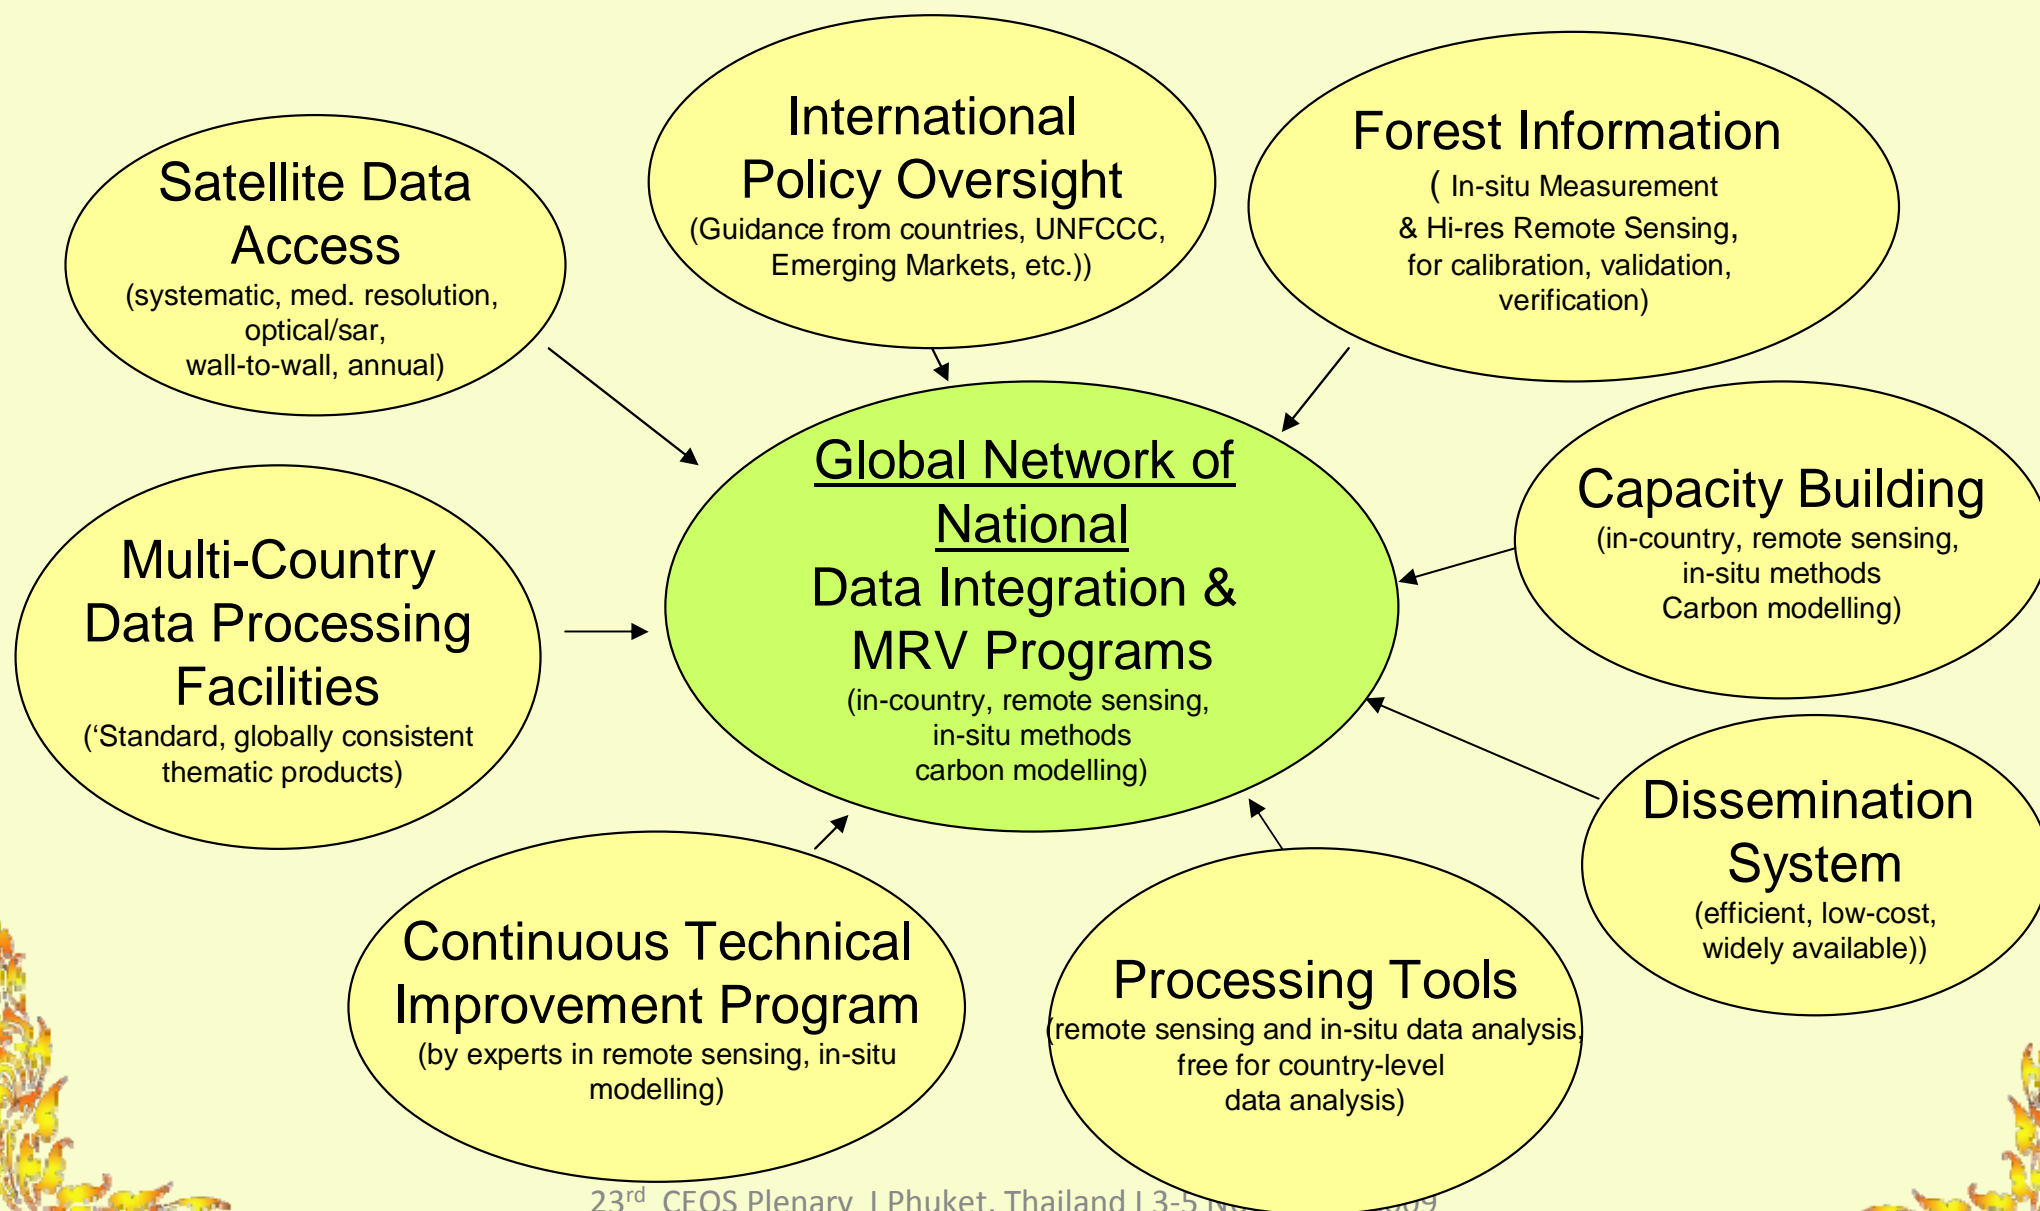 International
Policy Oversight
(Guidance from countries, UNFCCC,
Emerging Markets, etc.))
Forest Information
( In-situ Measurement
& Hi-res Remote Sensing,
for calibration, validation,
verification)
Satellite Data
Access
(systematic, med. resolution,
optical/sar,
wall-to-wall, annual)
Global Network of
National
Data Integration &
MRV Programs
(in-country, remote sensing,
in-situ methods
carbon modelling)
Capacity Building
(in-country, remote sensing,
in-situ methods
Carbon modelling)
Multi-Country
Data Processing
Facilities
(‘Standard, globally consistent
thematic products)
Dissemination
System
(efficient, low-cost,
widely available))
Continuous Technical
Improvement Program
(by experts in remote sensing, in-situ
modelling)
Processing Tools
(remote sensing and in-situ data analysis,
free for country-level
data analysis)
23rd CEOS Plenary I Phuket, Thailand I 3-5